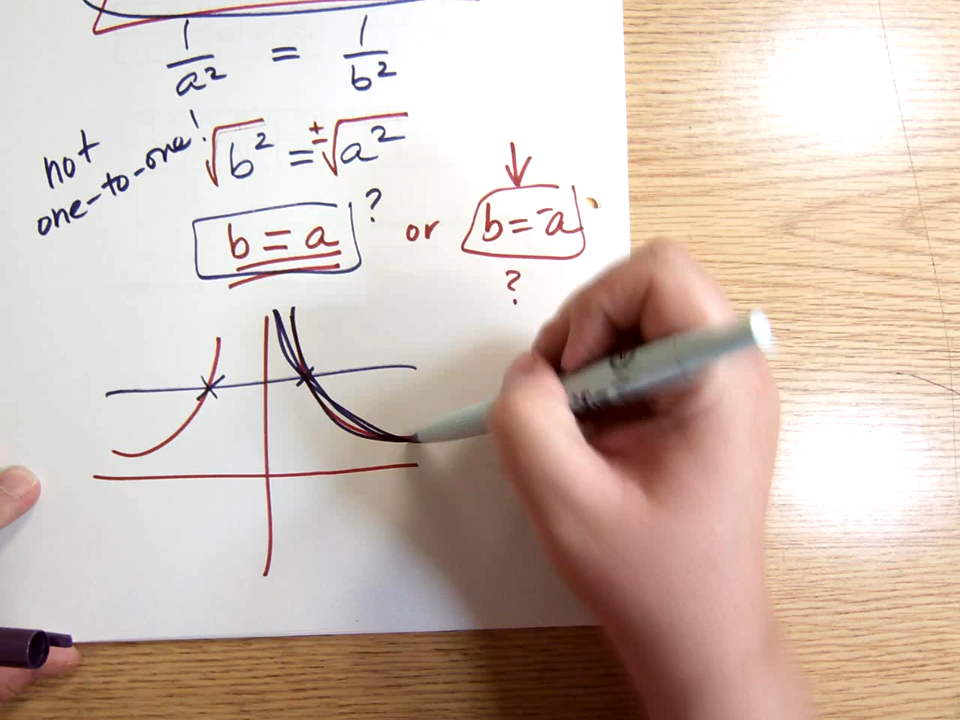 1/a² = 1/b²
not one-to-one!
√b² = ±√a²
b = a ? or b = -a ?